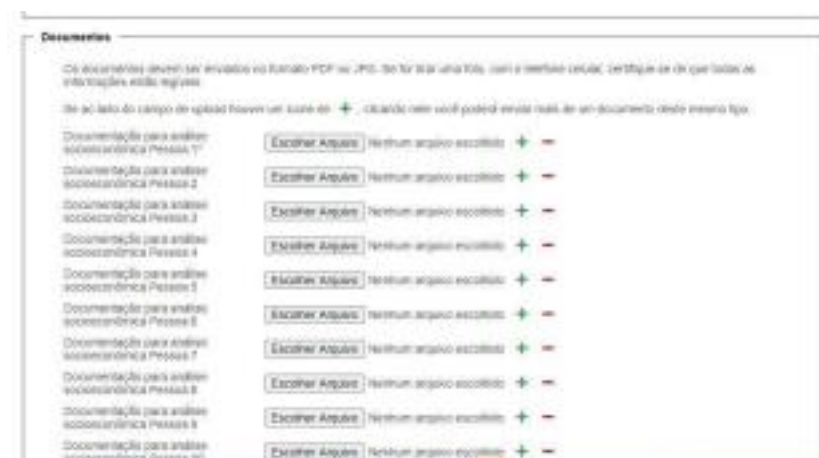 Documentos
Os documentos devem ser enviados no formato PDF ou JPG. Se for tirar uma foto, com o telefone celular, certifique-se de que todas as
informações estão legíveis.
Se ao lado do campo de upload houver um ícone de + , clicando nele você poderá enviar mais de um documento deste mesmo tipo.
Documentação para análise
socioeconômica Pessoa 1* Escolher Arquivo Nenhum arquivo escolhido + −
Documentação para análise
socioeconômica Pessoa 2 Escolher Arquivo Nenhum arquivo escolhido + −
Documentação para análise
socioeconômica Pessoa 3 Escolher Arquivo Nenhum arquivo escolhido + −
Documentação para análise
socioeconômica Pessoa 4 Escolher Arquivo Nenhum arquivo escolhido + −
Documentação para análise
socioeconômica Pessoa 5 Escolher Arquivo Nenhum arquivo escolhido + −
Documentação para análise
socioeconômica Pessoa 6 Escolher Arquivo Nenhum arquivo escolhido + −
Documentação para análise
socioeconômica Pessoa 7 Escolher Arquivo Nenhum arquivo escolhido + −
Documentação para análise
socioeconômica Pessoa 8 Escolher Arquivo Nenhum arquivo escolhido + −
Documentação para análise
socioeconômica Pessoa 9 Escolher Arquivo Nenhum arquivo escolhido + −
Documentação para análise
Escolher Arquivo Nenhum arquivo escolhido + −